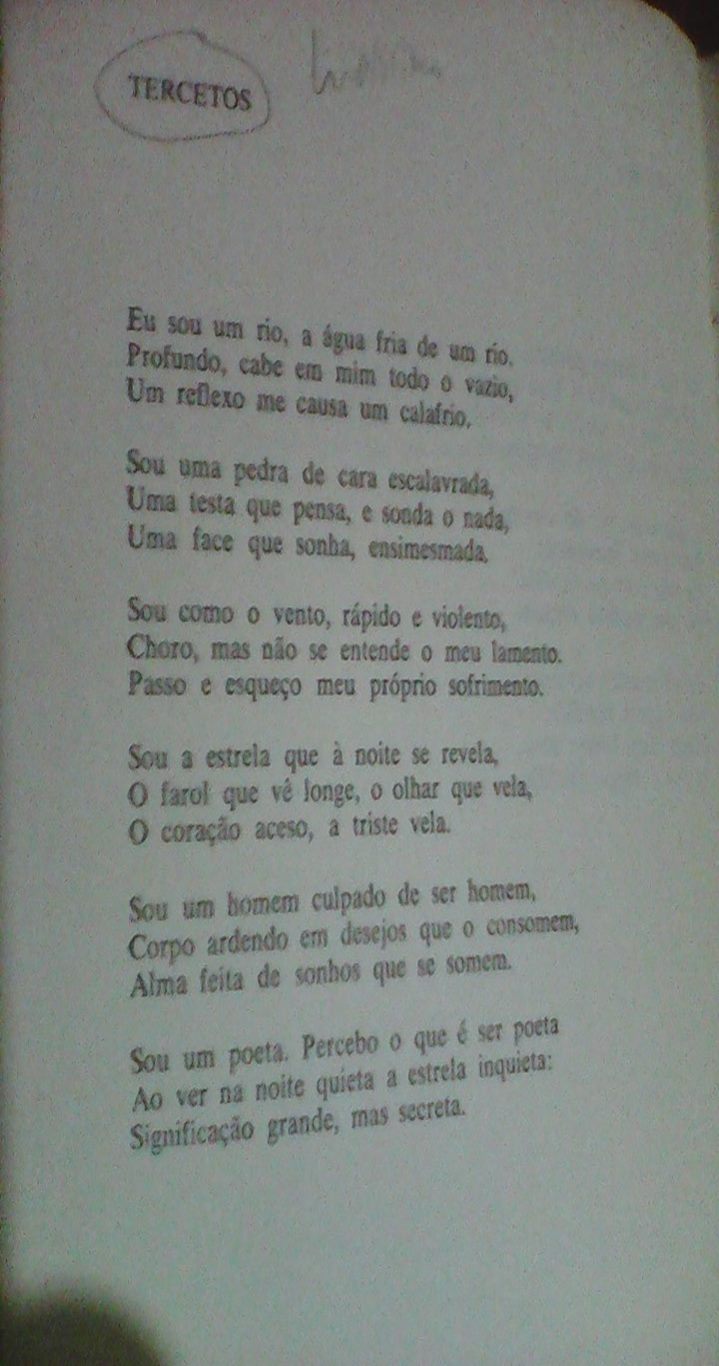 TERCETOS
Eu sou um rio, a água fria de um rio.
Profundo, cabe em mim todo o vazio,
Um reflexo me causa um calafrio.
Sou uma pedra de cara escalavrada,
Uma testa que pensa, e sonda o nada,
Uma face que sonha, ensimesmada.
Sou como o vento, rápido e violento,
Choro, mas não se entende o meu lamento.
Passo e esqueço meu próprio sofrimento.
Sou a estrela que à noite se revela,
O farol que vê longe, o olhar que vela,
O coração aceso, a triste vela.
Sou um homem culpado de ser homem,
Corpo ardendo em desejos que o consomem,
Alma feita de sonhos que se somem.
Sou um poeta. Percebo o que é ser poeta
Ao ver na noite quieta a estrela inquieta:
Significação grande, mas secreta.